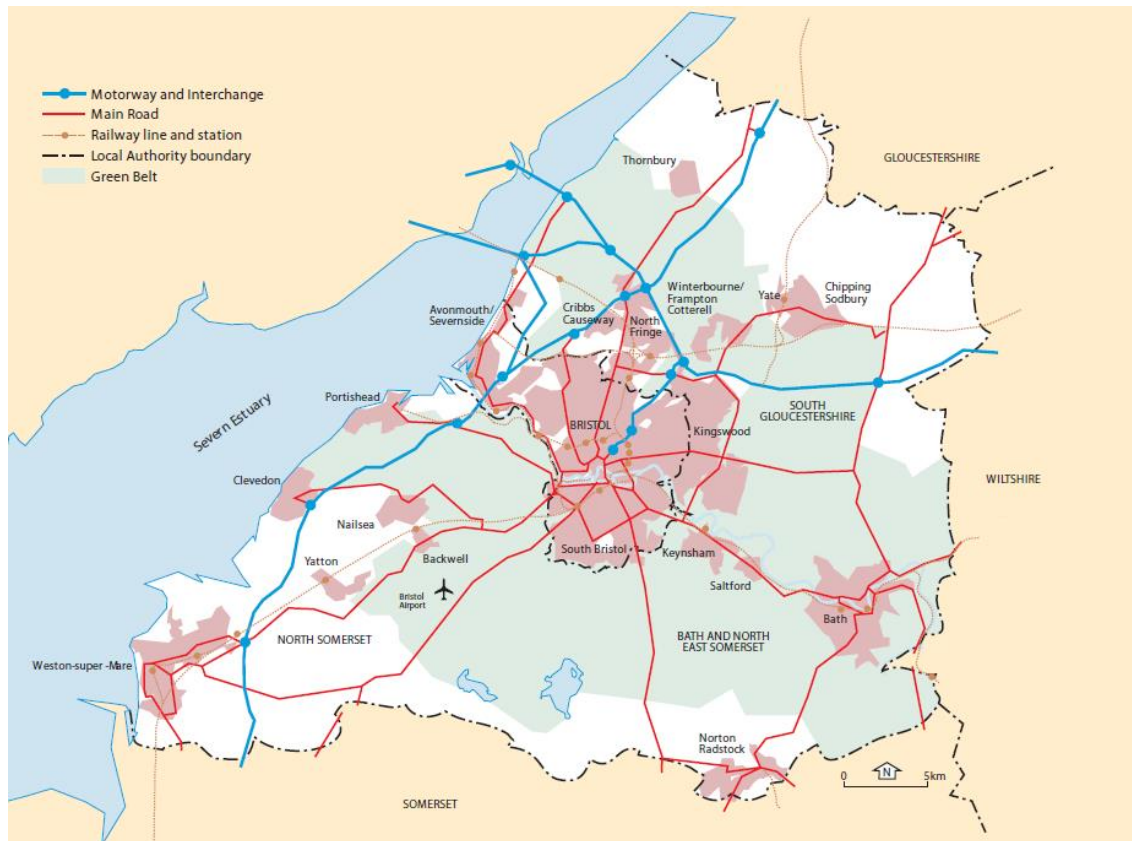 Motorway and Interchange
Main Road
Railway line and station
Local Authority boundary
Green Belt
GLOUCESTERSHIRE
Thornbury
Winterbourne/
Frampton
Cotterell
Yate
Chipping
Sodbury
Avonmouth/
Severnside
Cribbs
Causeway
North
Fringe
Portishead
Severn Estuary
BRISTOL
SOUTH
GLOUCESTERSHIRE
Kingswood
Clevedon
WILTSHIRE
Nailsea
Backwell
Yatton
South Bristol
Keynsham
Saltford
Bristol
Airport
Bath
NORTH SOMERSET
BATH AND NORTH
EAST SOMERSET
Weston-super -Mare
Norton
Radstock
N
0 5km
SOMERSET